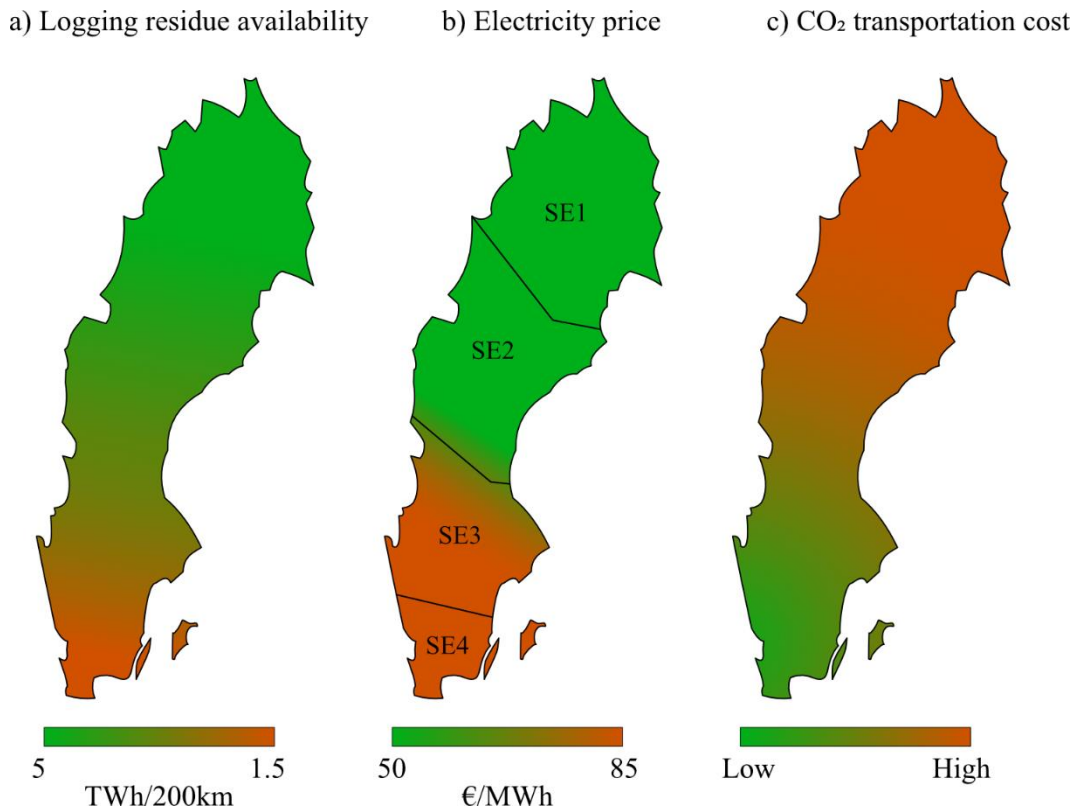 a) Logging residue availability
b) Electricity price
c) CO₂ transportation cost
SE1
SE2
SE3
SE4
5 1.5
TWh/200km
50 85
€/MWh
Low High